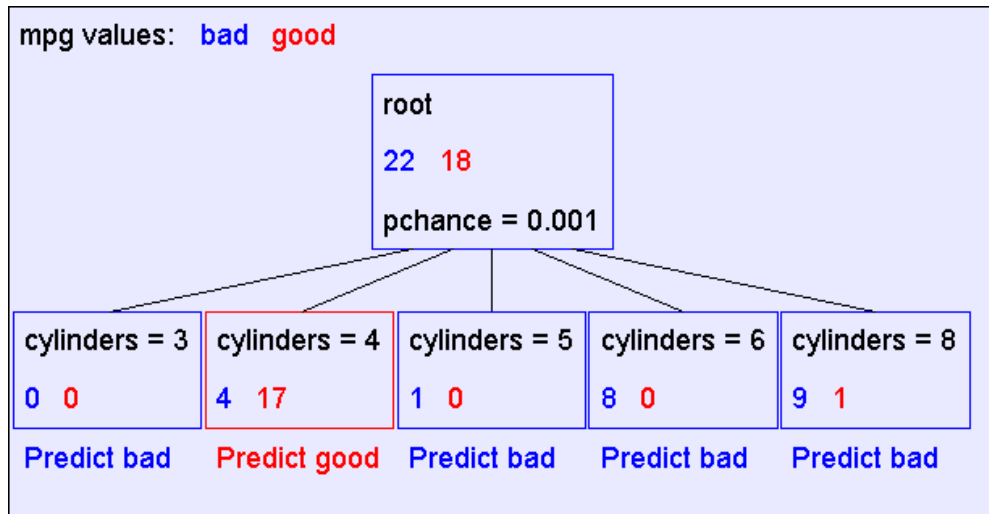 mpg values: bad good
root
22 18
pchance = 0.001
cylinders = 3 cylinders = 4 cylinders = 5 cylinders = 6 cylinders = 8
0 0 4 17 1 0 8 0 9 1
Predict bad Predict good Predict bad Predict bad Predict bad